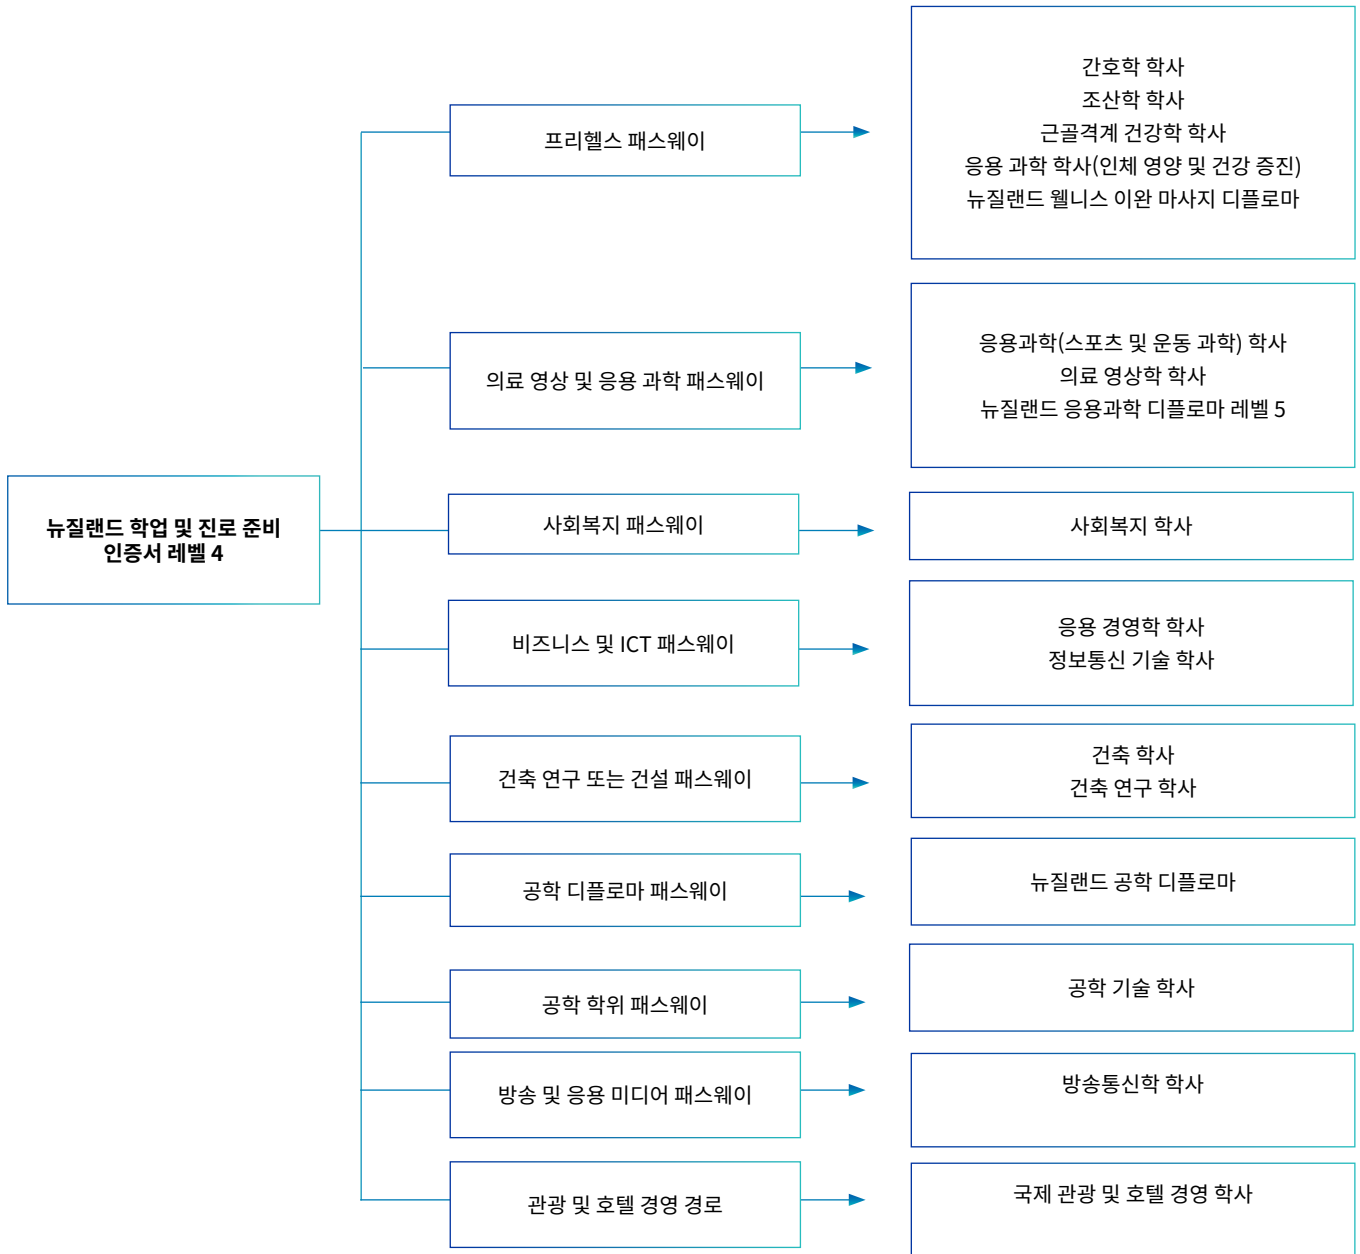 뉴질랜드 학업 및 진로 준비
인증서 레벨 4
프리헬스 패스웨이
간호학 학사
조산학 학사
근골격계 건강학 학사
응용 과학 학사(인체 영양 및 건강 증진)
뉴질랜드 웰니스 이완 마사지 디플로마
의료 영상 및 응용 과학 패스웨이
응용과학(스포츠 및 운동 과학) 학사
의료 영상학 학사
뉴질랜드 응용과학 디플로마 레벨 5
사회복지 패스웨이
사회복지 학사
비즈니스 및 ICT 패스웨이
응용 경영학 학사
정보통신 기술 학사
건축 연구 또는 건설 패스웨이
건축 학사
건축 연구 학사
공학 디플로마 패스웨이
뉴질랜드 공학 디플로마
공학 학위 패스웨이
공학 기술 학사
방송 및 응용 미디어 패스웨이
방송통신학 학사
관광 및 호텔 경영 경로
국제 관광 및 호텔 경영 학사